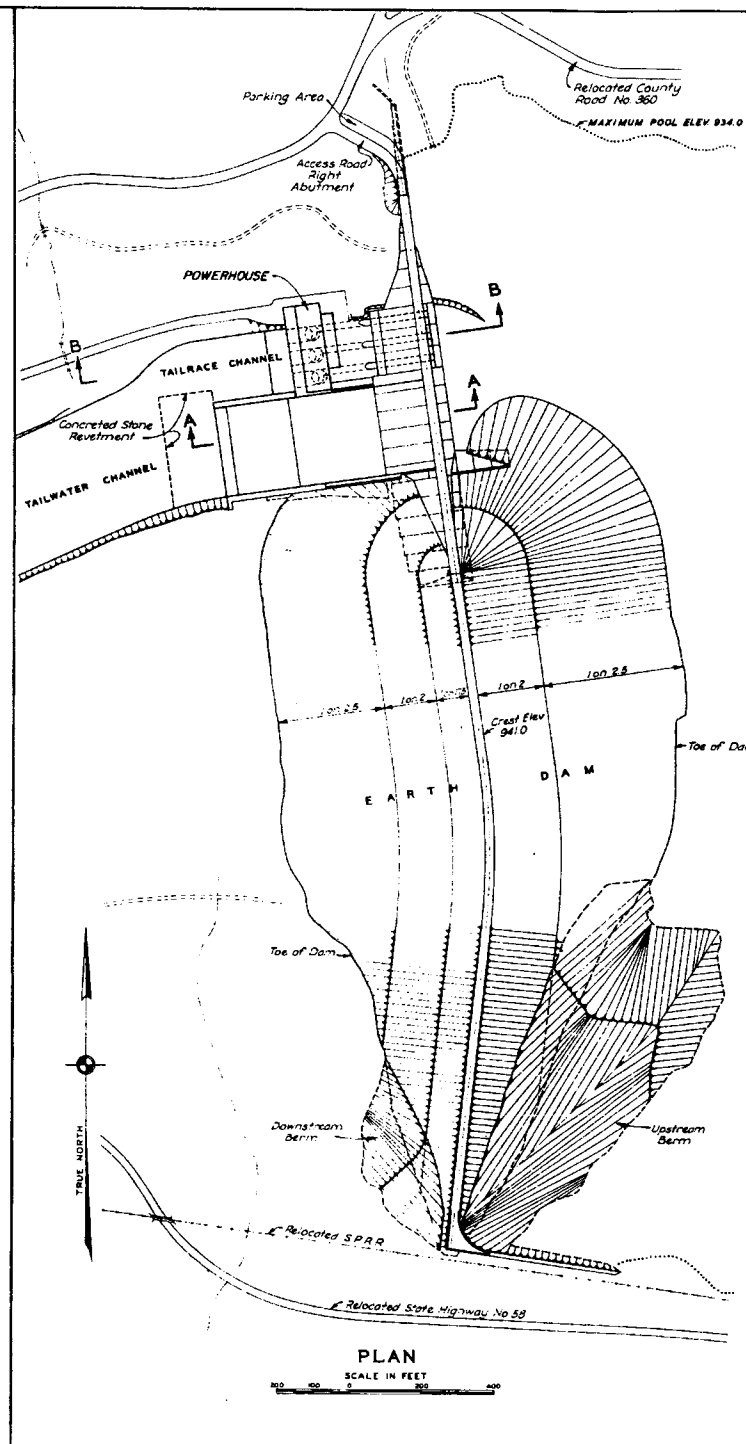 Relocated County
Road No. 360
Parking Area
MAXIMUM POOL ELEV. 934.0
Access Road
Right
Abutment
POWERHOUSE
B
B
TAILRACE CHANNEL
A
Concreted Stone
Revetment
A
TAILWATER CHANNEL
1 on 2.5
1 on 2
1 on 2
1 on 2.5
Crest Elev
941.0
Toe of Da
EARTH DAM
Toe of Dam
Downstream
Berm
Upstream
Berm
TRUE NORTH
Relocated S.P.R.R.
Relocated State Highway No 58
PLAN
SCALE IN FEET
200 100 0 200 400